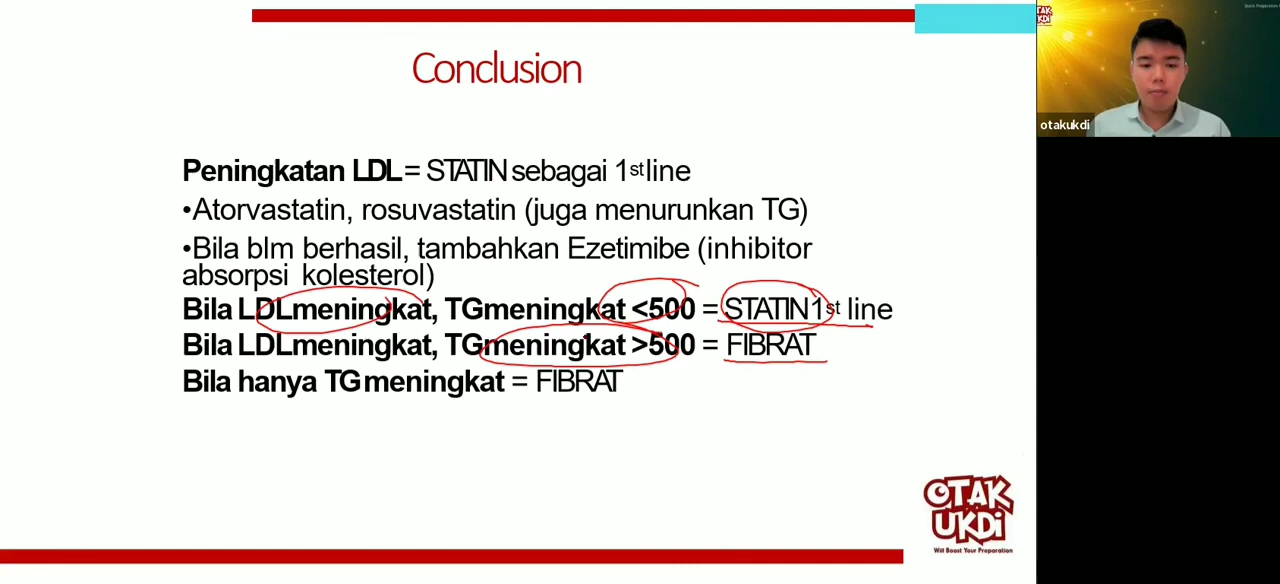 Conclusion
Peningkatan LDL = STATIN sebagai 1st line
•Atorvastatin, rosuvastatin (juga menurunkan TG)
•Bila blm berhasil, tambahkan Ezetimibe (inhibitor
absorpsi kolesterol)
Bila LDL meningkat, TG meningkat <500 = STATIN 1st line
Bila LDL meningkat, TG meningkat >500 = FIBRAT
Bila hanya TG meningkat = FIBRAT
OTAK
UKDi
Will Boost Your Preparation
otakukdi